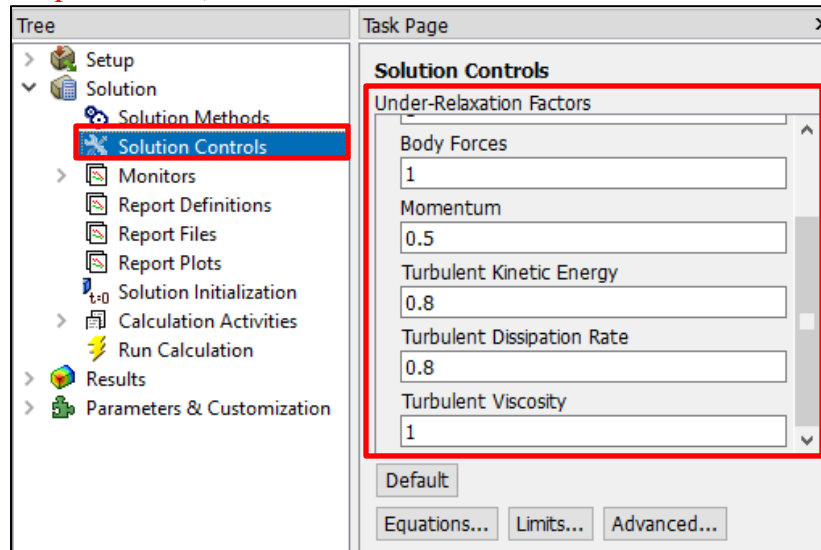 Tree
Task Page
Setup
Solution
Solution Methods
Solution Controls
Monitors
Report Definitions
Report Files
Report Plots
t=0 Solution Initialization
Calculation Activities
Run Calculation
Results
Parameters & Customization
Solution Controls
Under-Relaxation Factors
Body Forces
1
Momentum
0.5
Turbulent Kinetic Energy
0.8
Turbulent Dissipation Rate
0.8
Turbulent Viscosity
1
Default
Equations... Limits... Advanced...